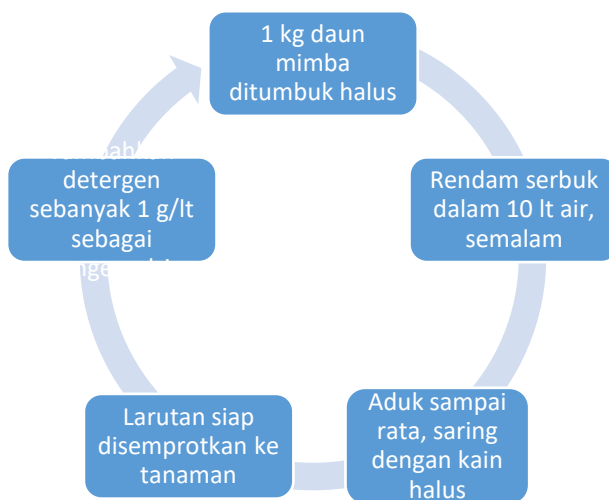 1 kg daun
mimba
ditumbuk halus
Rendam serbuk
dalam 10 lt air,
semalam
Aduk sampai
rata, saring
dengan kain
halus
Larutan siap
disemprotkan ke
tanaman
detergen
sebanyak 1 g/lt
sebagai